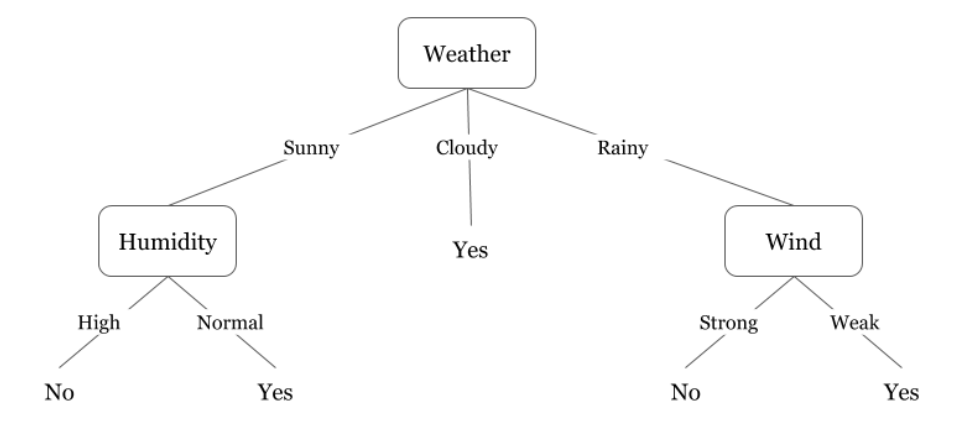 Weather
Sunny Cloudy Rainy
Humidity Yes Wind
High Normal Strong Weak
No Yes No Yes